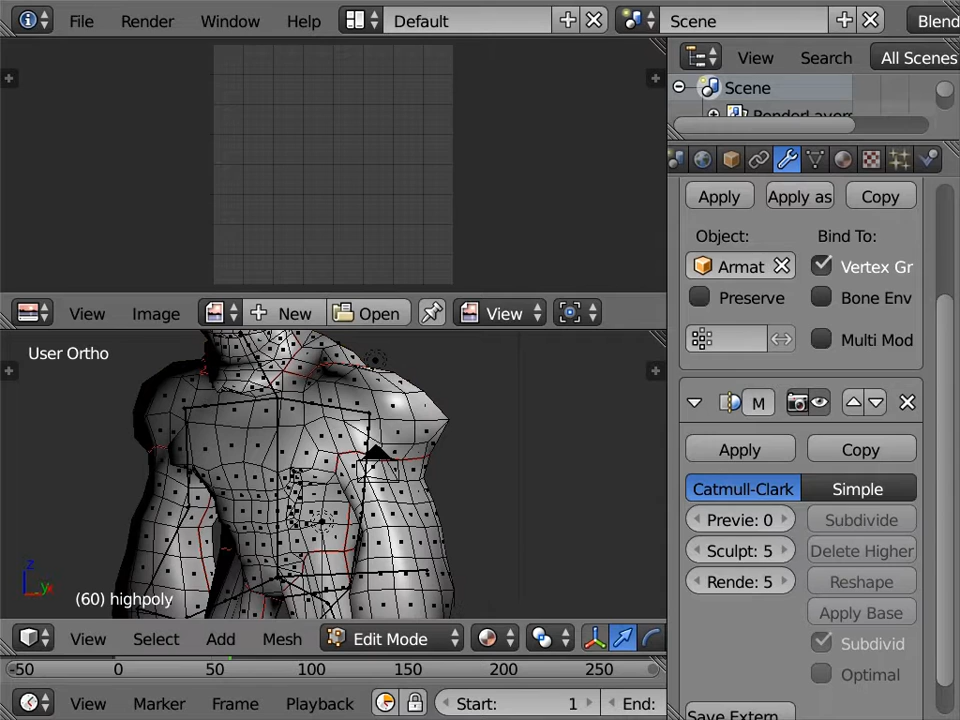 File Render Window Help Default Scene Blend
View Search All Scenes
Scene
RenderLayers
Apply Apply as Copy
Object: Bind To:
Armat Vertex Gr
Preserve Bone Env
Multi Mod
View Image New Open View
User Ortho
M
Apply Copy
Catmull-Clark Simple
Previe: 0 Subdivide
Sculpt: 5 Delete Higher
Rende: 5 Reshape
Apply Base
Subdivid
Optimal
Save Extern
z
y
(60) highpoly
View Select Add Mesh Edit Mode
-50 0 50 100 150 200 250
View Marker Frame Playback Start: 1 End: